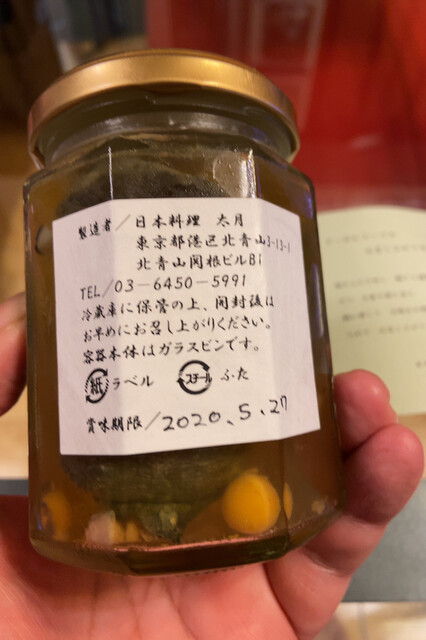 製造者／日本料理 太月
東京都港区北青山3-13-1
北青山関根ビルB1
TEL／03-6450-5991
冷蔵庫に保管の上、開封後は
お早めにお召し上がりください。
容器本体はガラスビンです。
紙 ラベル スチール ふた
賞味期限／2020.5.27